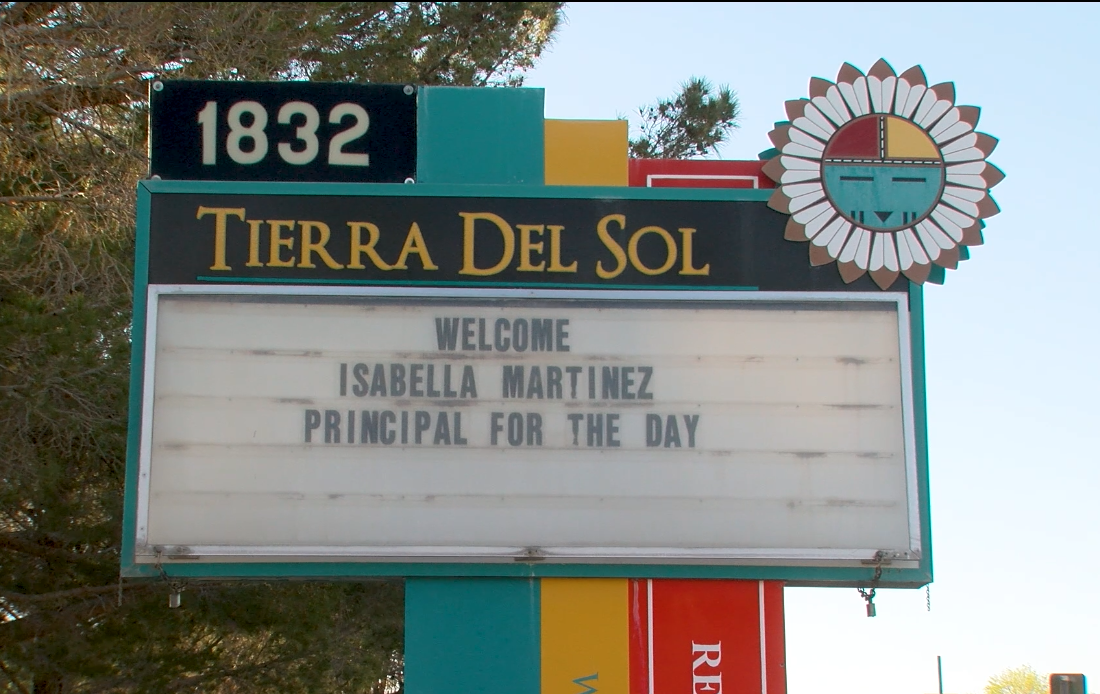 1832
TIERRA DEL SOL
WELCOME
ISABELLA MARTINEZ
PRINCIPAL FOR THE DAY